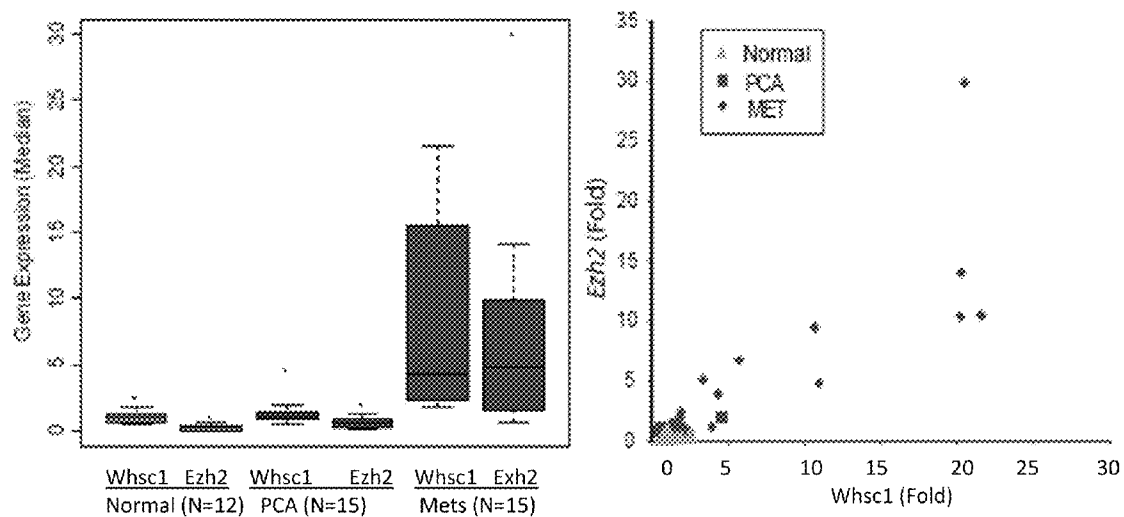 Gene Expression (Median)
30
25
20
15
10
5
0
Whsc1 Ezh2 Whsc1 Ezh2 Whsc1 Exh2
Normal (N=12) PCA (N=15) Mets (N=15)
Ezh2 (Fold)
35
30
25
20
15
10
5
0
Normal
PCA
MET
0 5 10 15 20 25 30
Whsc1 (Fold)